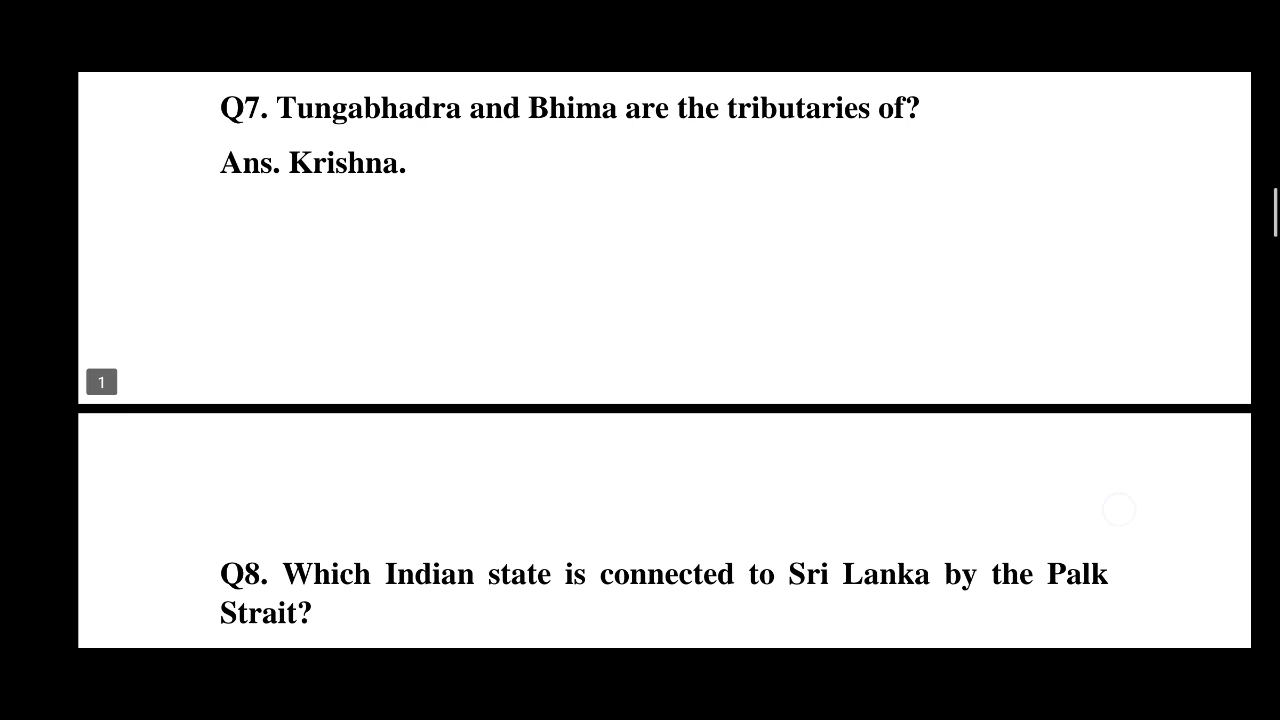 Q7. Tungabhadra and Bhima are the tributaries of?
Ans. Krishna.
1
Q8. Which Indian state is connected to Sri Lanka by the Palk
Strait?